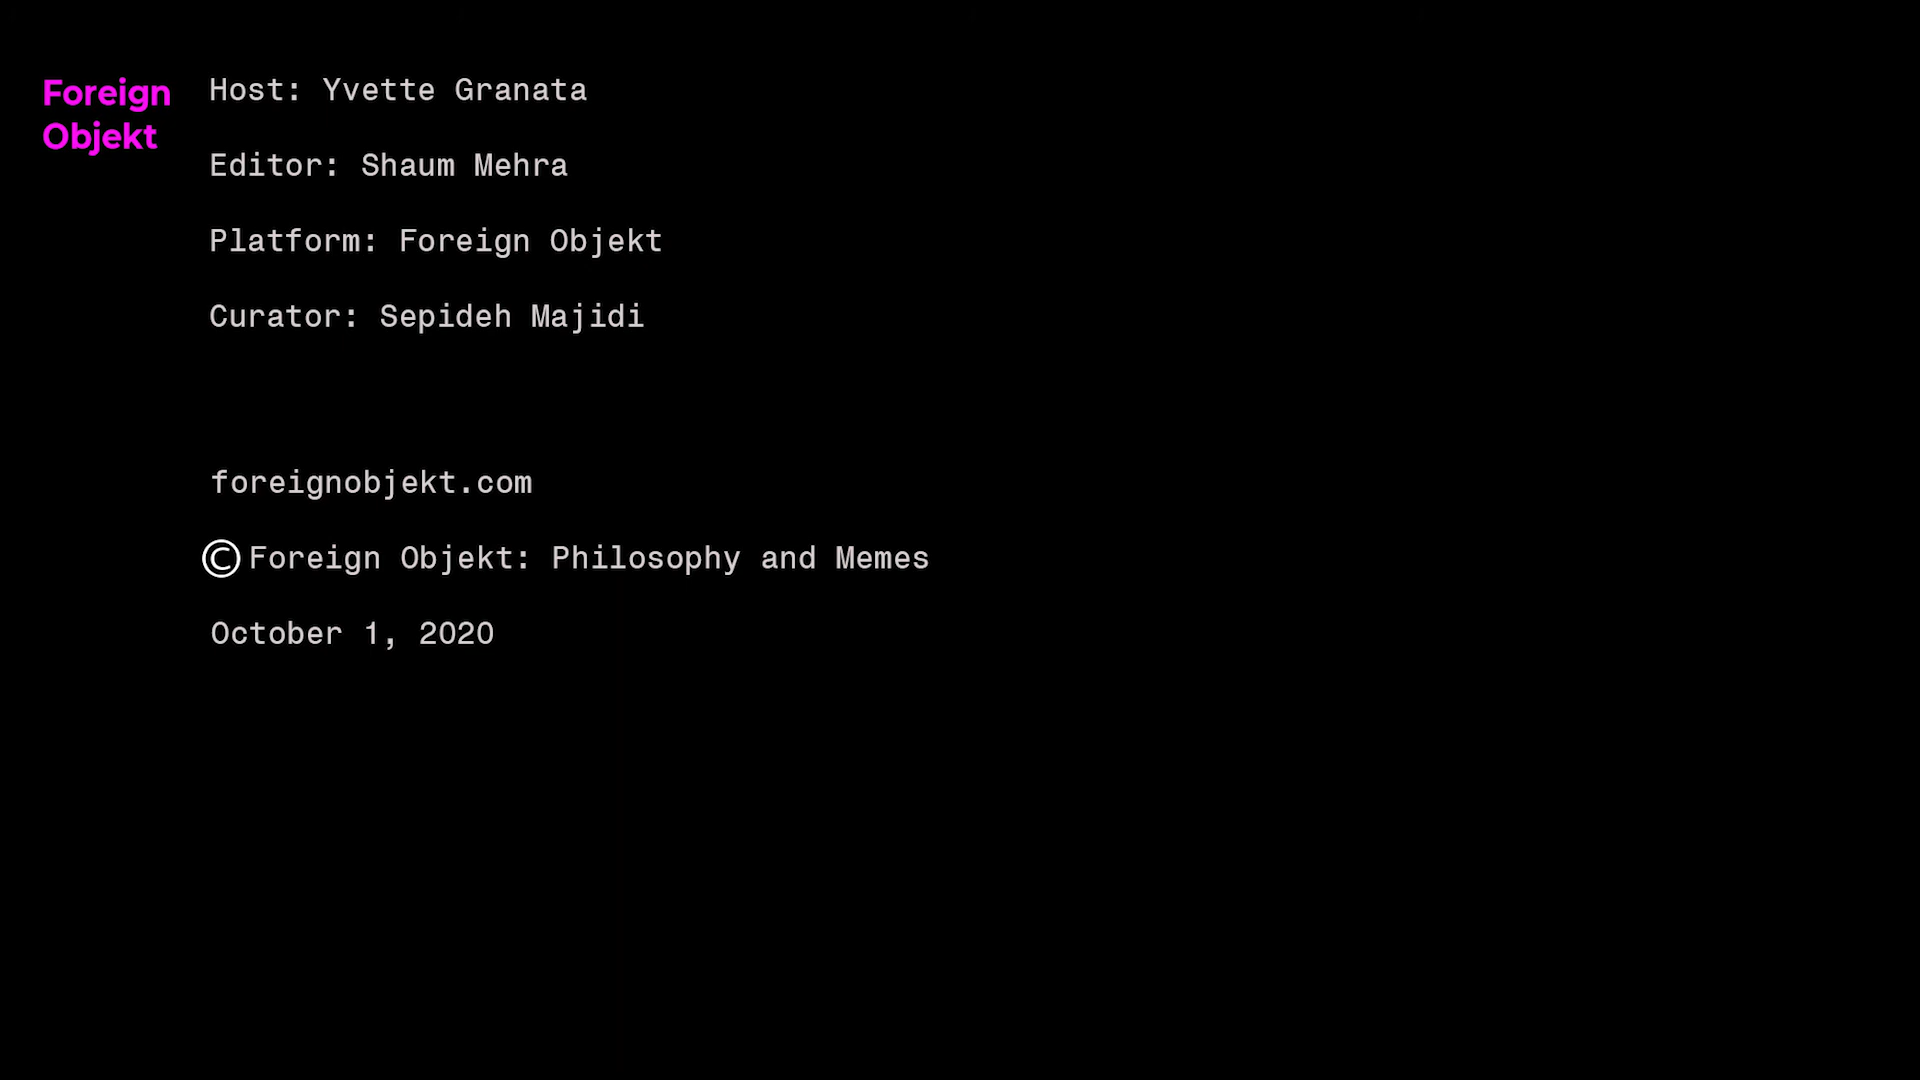 Foreign
Objekt
Host: Yvette Granata
Editor: Shaum Mehra
Platform: Foreign Objekt
Curator: Sepideh Majidi
foreignobjekt.com
© Foreign Objekt: Philosophy and Memes
October 1, 2020